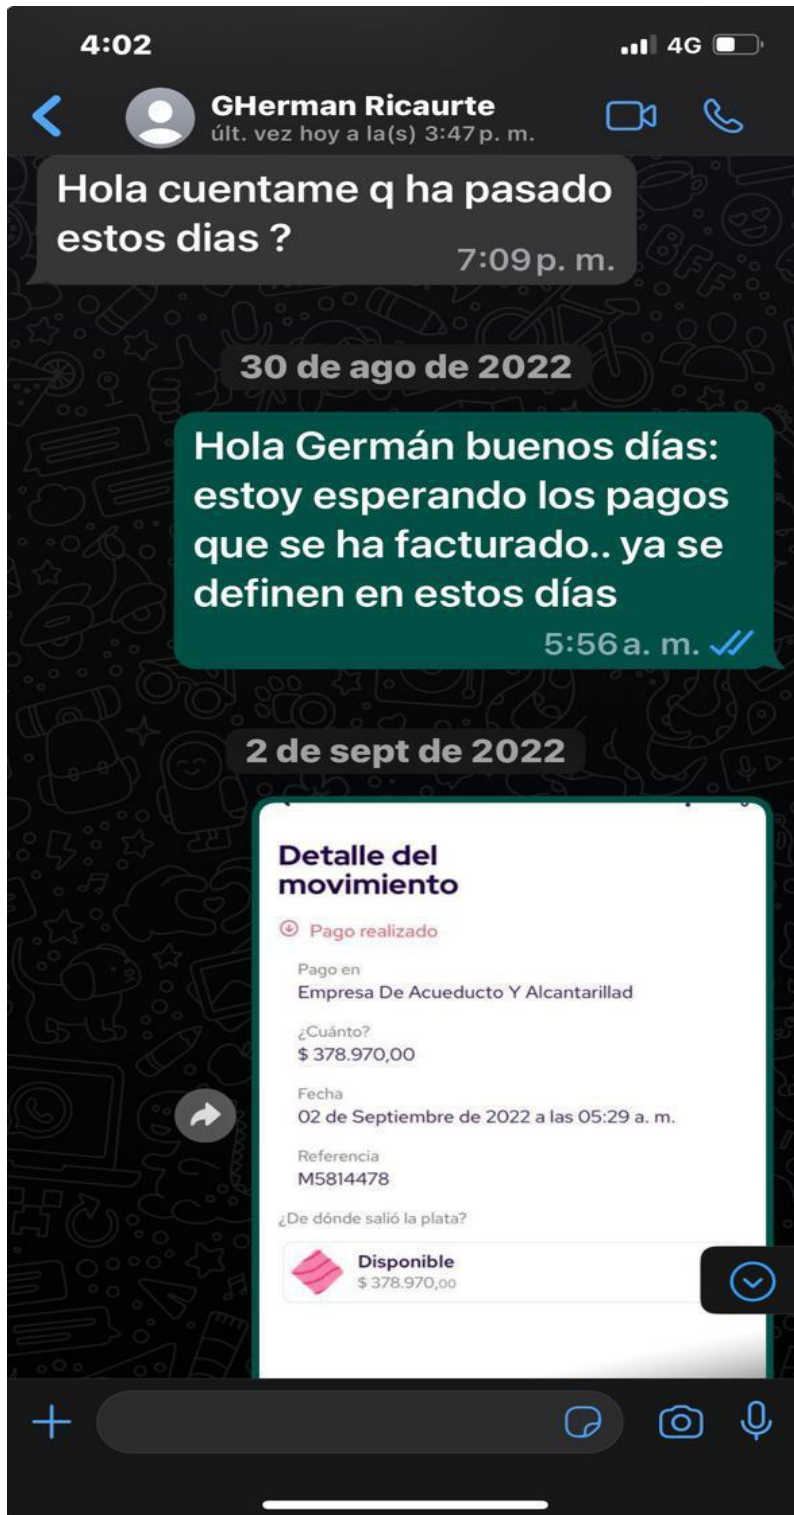 4:02
4G
GHerman Ricaurte
últ. vez hoy a la(s) 3:47 p. m.
Hola cuentame q ha pasado
estos dias ?
7:09 p. m.
30 de ago de 2022
Hola Germán buenos días:
estoy esperando los pagos
que se ha facturado.. ya se
definen en estos días
5:56 a. m.
2 de sept de 2022
Detalle del
movimiento
Pago realizado
Pago en
Empresa De Acueducto Y Alcantarillad
¿Cuánto?
$ 378.970,00
Fecha
02 de Septiembre de 2022 a las 05:29 a. m.
Referencia
M5814478
¿De dónde salió la plata?
Disponible
$ 378.970,00